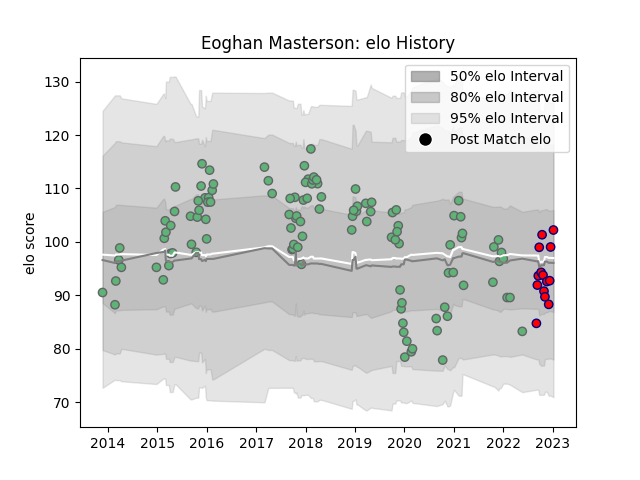 Eoghan Masterson: elo History
50% elo Interval
80% elo Interval
95% elo Interval
Post Match elo
elo score
130
120
110
100
90
80
70
2014 2015 2016 2017 2018 2019 2020 2021 2022 2023